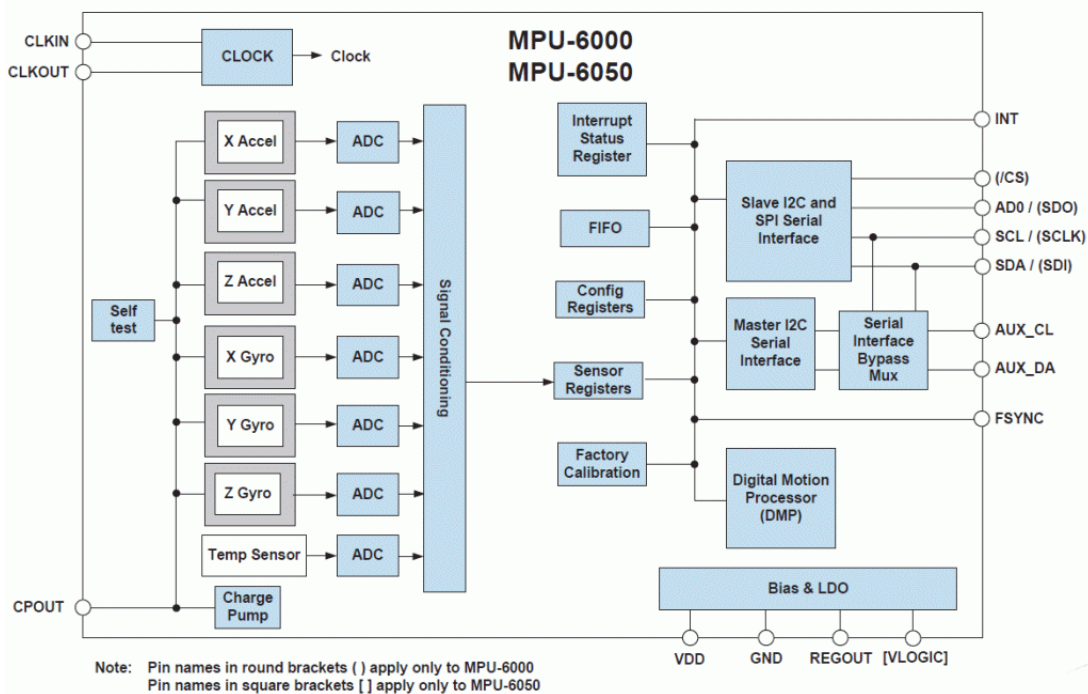 MPU-6000
MPU-6050
CLKIN
CLKOUT
CLOCK
Clock
X Accel
ADC
Y Accel
ADC
Z Accel
ADC
Self
test
X Gyro
ADC
Y Gyro
ADC
Z Gyro
ADC
Temp Sensor
ADC
CPOUT
Charge
Pump
Signal Conditioning
Interrupt
Status
Register
FIFO
Config
Registers
Sensor
Registers
Factory
Calibration
Slave I2C and
SPI Serial
Interface
Master I2C
Serial
Interface
Serial
Interface
Bypass
Mux
Digital Motion
Processor
(DMP)
INT
(/CS)
AD0 / (SDO)
SCL / (SCLK)
SDA / (SDI)
AUX_CL
AUX_DA
FSYNC
Bias & LDO
VDD
GND
REGOUT
[VLOGIC]
Note: Pin names in round brackets ( ) apply only to MPU-6000
Pin names in square brackets [ ] apply only to MPU-6050